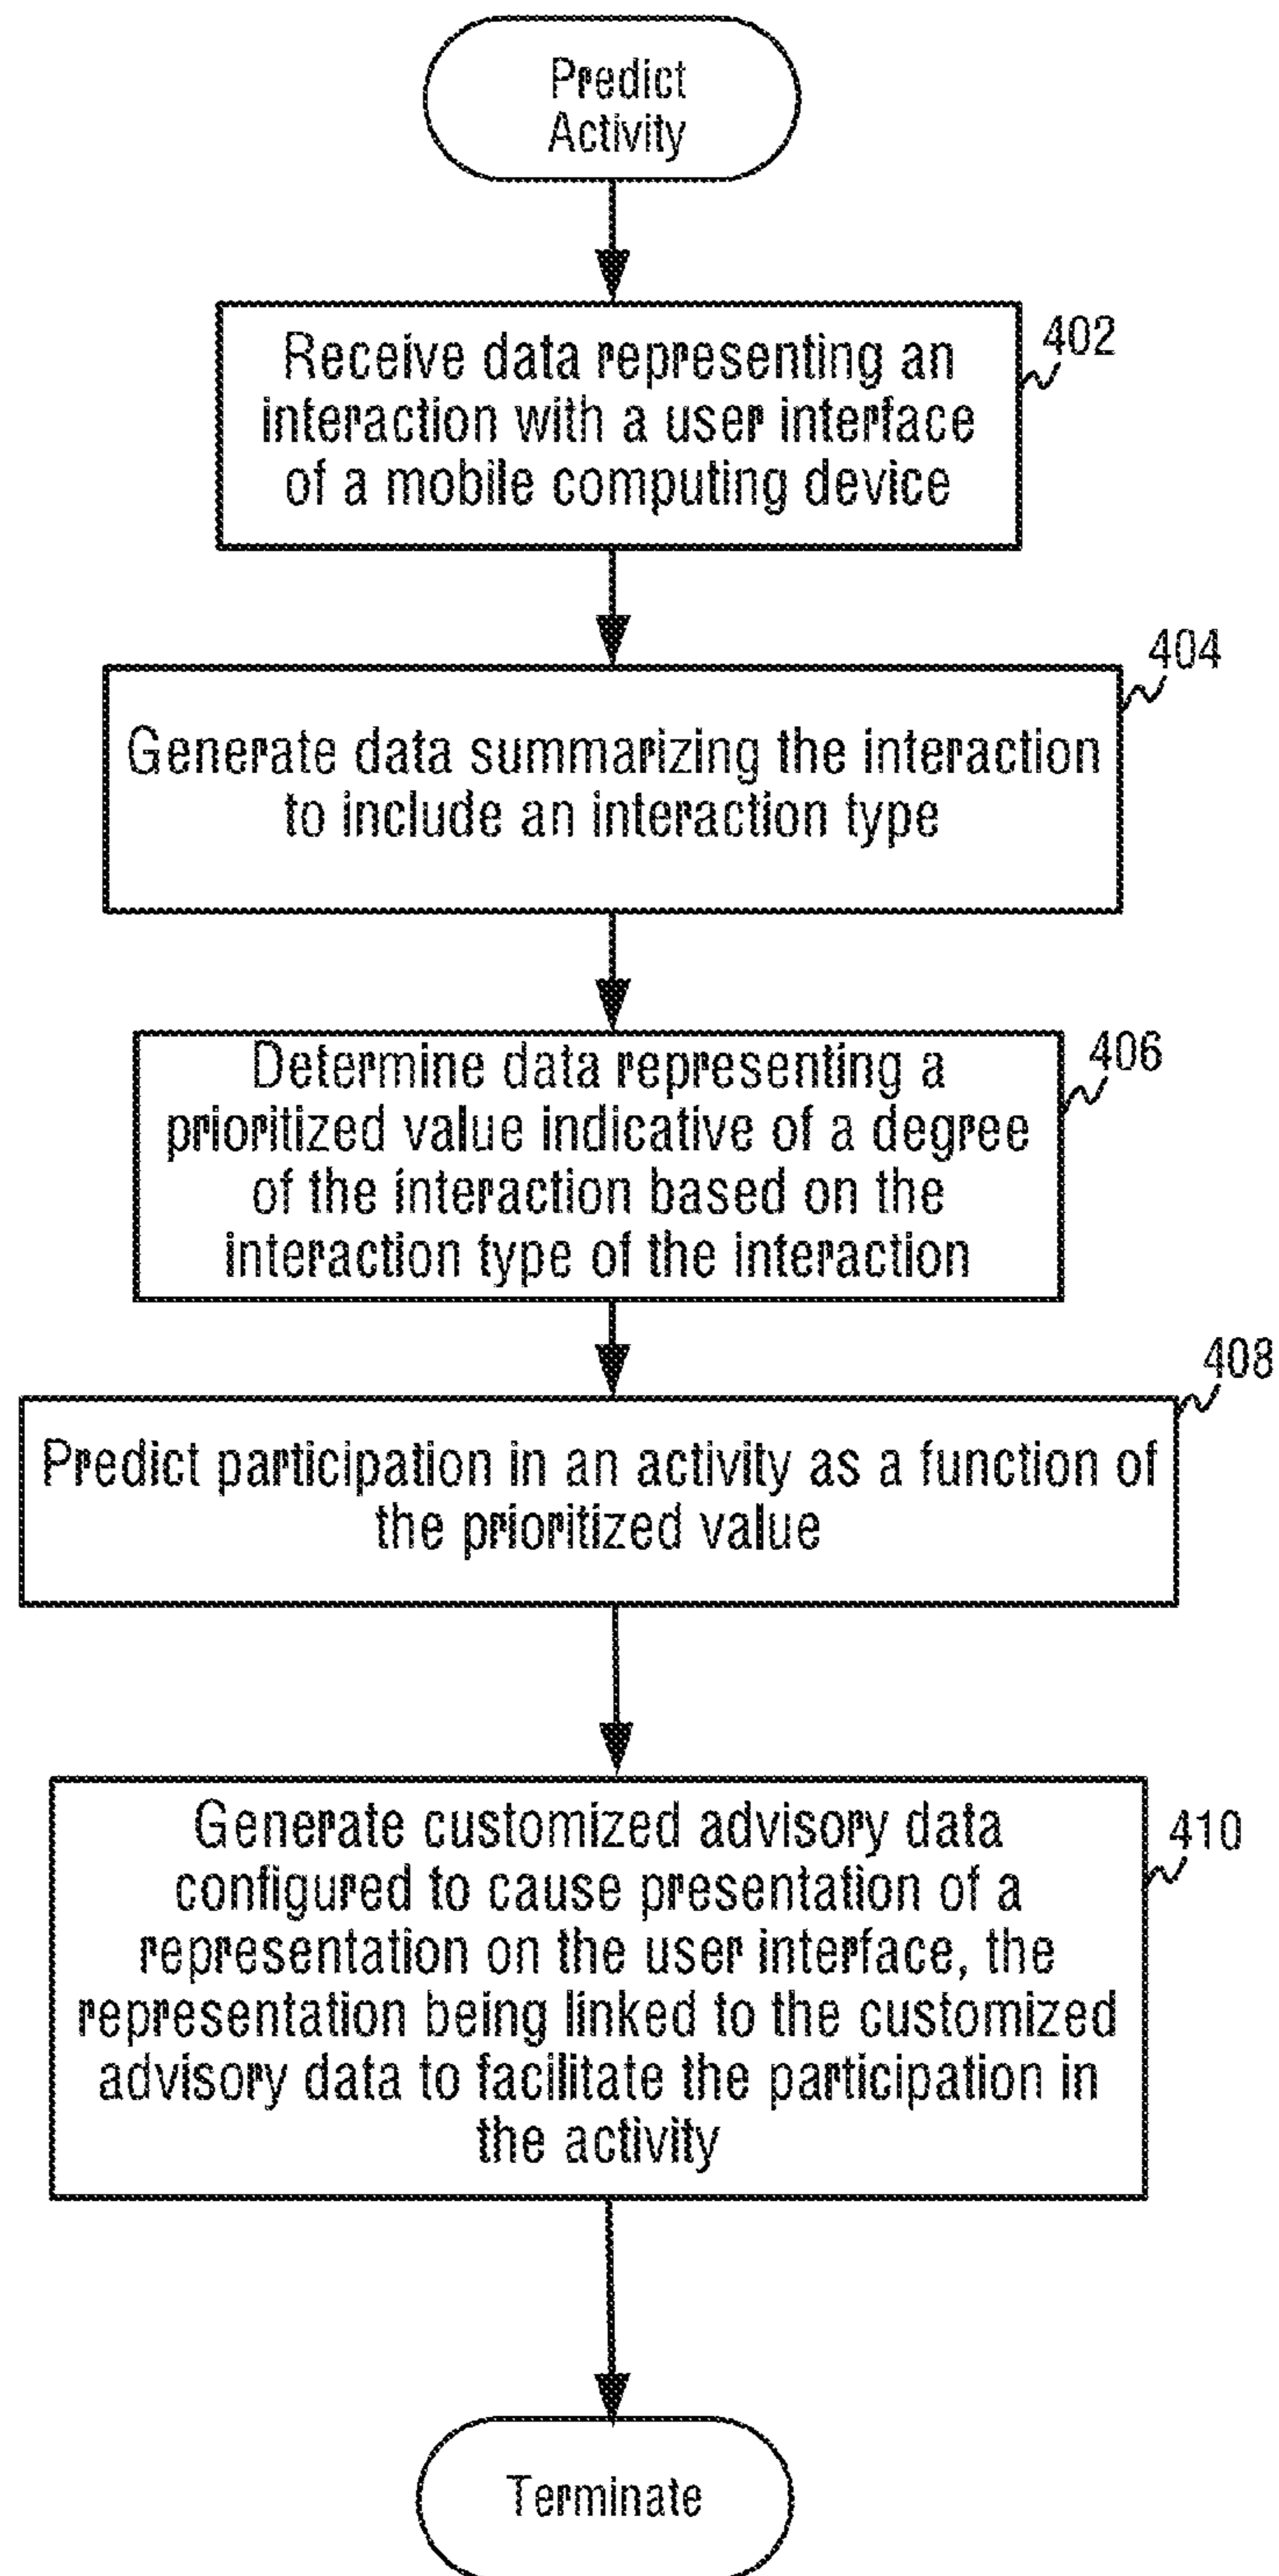 Predict
Activity
402
Receive data representing an
interaction with a user interface
of a mobile computing device
404
Generate data summarizing the interaction
to include an interaction type
406
Determine data representing a
prioritized value indicative of a degree
of the interaction based on the
interaction type of the interaction
408
Predict participation in an activity as a function of
the prioritized value
410
Generate customized advisory data
configured to cause presentation of a
representation on the user interface, the
representation being linked to the customized
advisory data to facilitate the participation in
the activity
Terminate